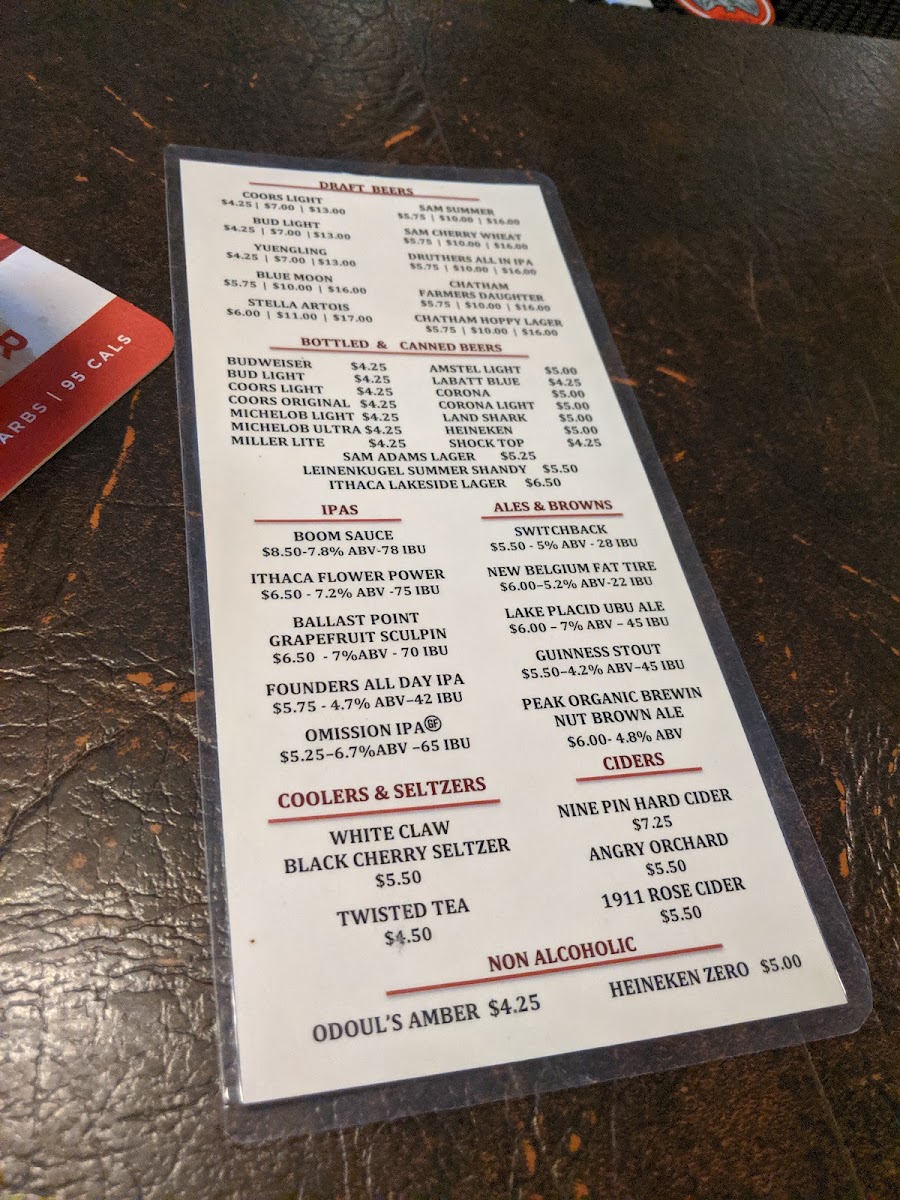 DRAFT BEERS
COORS LIGHT
$4.25 | $7.00 | $13.00
BUD LIGHT
$4.25 | $7.00 | $13.00
YUENGLING
$4.25 | $7.00 | $13.00
BLUE MOON
$5.75 | $10.00 | $16.00
STELLA ARTOIS
$6.00 | $11.00 | $17.00
SAM SUMMER
$5.75 | $10.00 | $16.00
SAM CHERRY WHEAT
$5.75 | $10.00 | $16.00
DRUTHERS ALL IN IPA
$5.75 | $10.00 | $16.00
CHATHAM
FARMERS DAUGHTER
$5.75 | $10.00 | $16.00
CHATHAM HOPPY LAGER
$5.75 | $10.00 | $16.00
BOTTLED & CANNED BEERS
BUDWEISER $4.25
BUD LIGHT $4.25
COORS LIGHT $4.25
COORS ORIGINAL $4.25
MICHELOB LIGHT $4.25
MICHELOB ULTRA $4.25
MILLER LITE $4.25
AMSTEL LIGHT $5.00
LABATT BLUE $4.25
CORONA $5.00
CORONA LIGHT $5.00
LAND SHARK $5.00
HEINEKEN $5.00
SHOCK TOP $4.25
SAM ADAMS LAGER $5.25
LEINENKUGEL SUMMER SHANDY $5.50
ITHACA LAKESIDE LAGER $6.50
IPAS
BOOM SAUCE
$8.50-7.8% ABV-78 IBU
ITHACA FLOWER POWER
$6.50 - 7.2% ABV -75 IBU
BALLAST POINT
GRAPEFRUIT SCULPIN
$6.50 - 7%ABV - 70 IBU
FOUNDERS ALL DAY IPA
$5.75 - 4.7% ABV–42 IBU
OMISSION IPA GF
$5.25–6.7%ABV –65 IBU
ALES & BROWNS
SWITCHBACK
$5.50 - 5% ABV - 28 IBU
NEW BELGIUM FAT TIRE
$6.00–5.2% ABV-22 IBU
LAKE PLACID UBU ALE
$6.00 – 7% ABV – 45 IBU
GUINNESS STOUT
$5.50–4.2% ABV–45 IBU
PEAK ORGANIC BREWIN
NUT BROWN ALE
$6.00- 4.8% ABV
COOLERS & SELTZERS
WHITE CLAW
BLACK CHERRY SELTZER
$5.50
TWISTED TEA
$4.50
CIDERS
NINE PIN HARD CIDER
$7.25
ANGRY ORCHARD
$5.50
1911 ROSE CIDER
$5.50
NON ALCOHOLIC
ODOUL'S AMBER $4.25
HEINEKEN ZERO $5.00
ARBS | 95 CALS